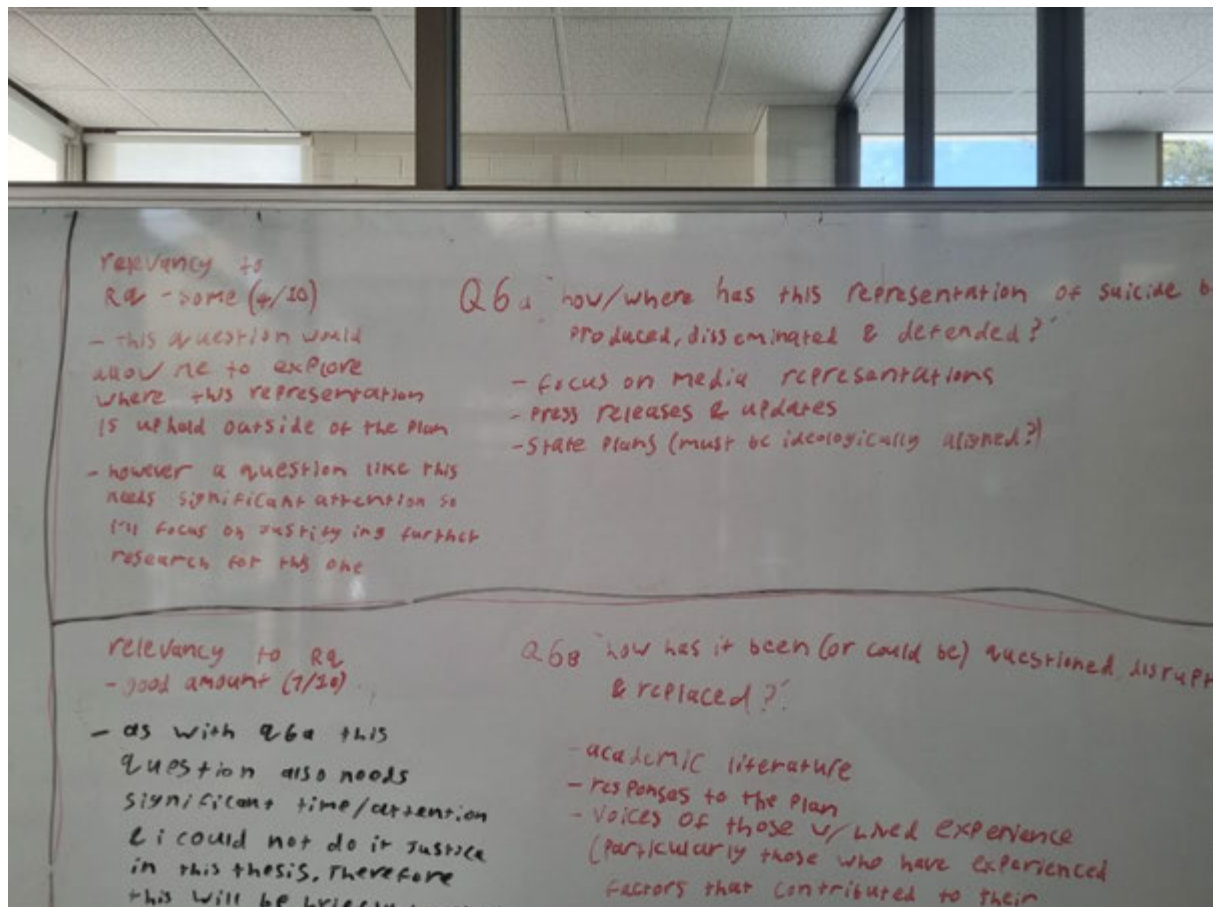 relevancy to
RQ - some (4/10)
- this question would
allow me to explore
where this representation
is uphold outside of the plan
- however a question like this
needs significant attention so
i'll focus on justifying further
research for this one
Q6a "how/where has this representation of suicide b
produced, disseminated & defended?"
- focus on media representations
- press releases & updates
- State plans (must be ideologically aligned?)
relevancy to RQ
- good amount (7/10)
- as with Q6a this
question also needs
significant time/attention
& i could not do it justice
in this thesis. Therefore
this will be briefly
Q6B "how has it been (or could be) questioned, disrupt
& replaced?"
- academic literature
- responses to the plan
- voices of those w/ lived experience
(particularly those who have experienced
factors that contributed to their